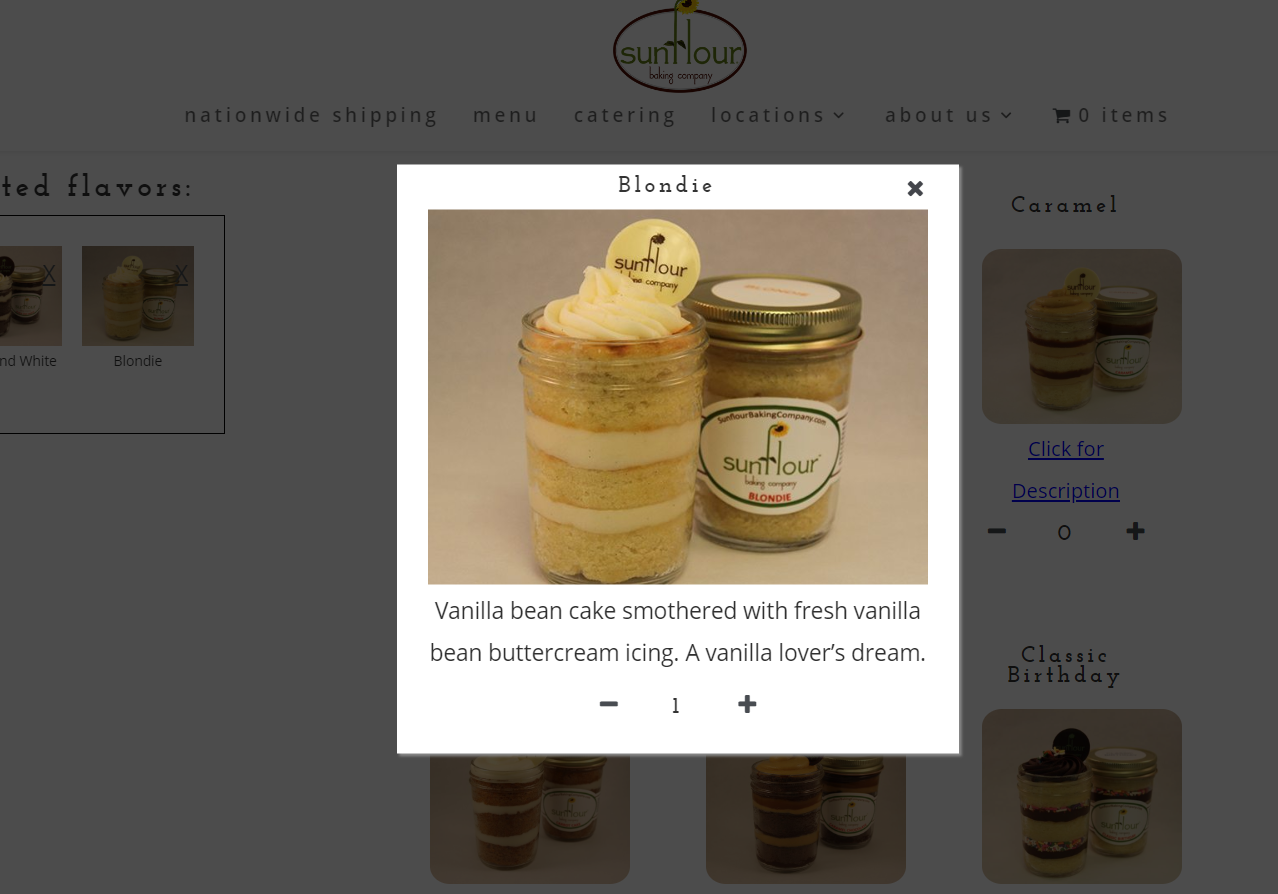 sunflour
baking company
nationwide shipping menu catering locations about us 0 items
ted flavors:
X X
nd White Blondie
Blondie
sunflour
company
BLONDIE
SunflourBakingCompany.com
sunflour
baking company
BLONDIE
Vanilla bean cake smothered with fresh vanilla
bean buttercream icing. A vanilla lover’s dream.
1
Caramel
Click for
Description
0
Classic
Birthday